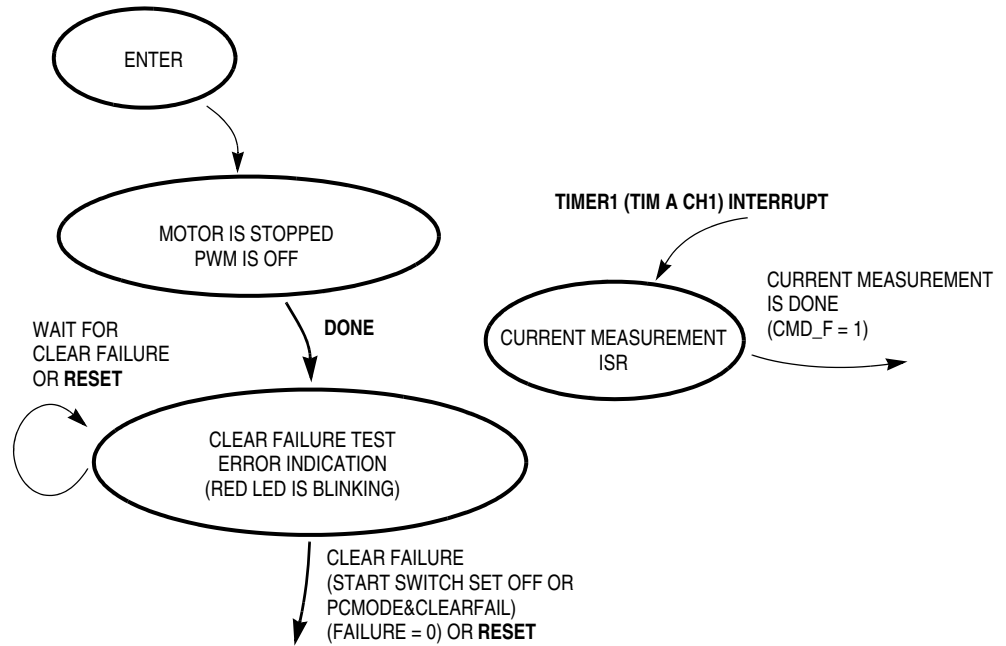 ENTER
MOTOR IS STOPPED
PWM IS OFF
DONE
WAIT FOR
CLEAR FAILURE
OR RESET
CLEAR FAILURE TEST
ERROR INDICATION
(RED LED IS BLINKING)
CLEAR FAILURE
(START SWITCH SET OFF OR
PCMODE&CLEARFAIL)
(FAILURE = 0) OR RESET
TIMER1 (TIM A CH1) INTERRUPT
CURRENT MEASUREMENT
ISR
CURRENT MEASUREMENT
IS DONE
(CMD_F = 1)